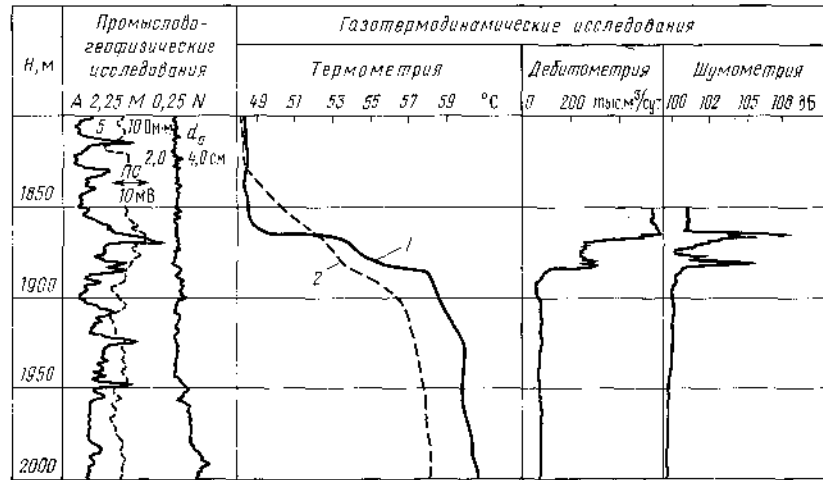 Промыслово-
геофизические
исследования
Газотермодинамические исследования
Н, м
Термометрия
Дебитометрия
Шумометрия
А 2,25 М 0,25 N
49 51 53 55 57 59 °С
0 200 тыс.м³/су-
100 102 105 108 дБ
5 10 Ом·м
dс
2,0 4,0 см
ПС
10 мВ
1850
1
2
1900
1950
2000